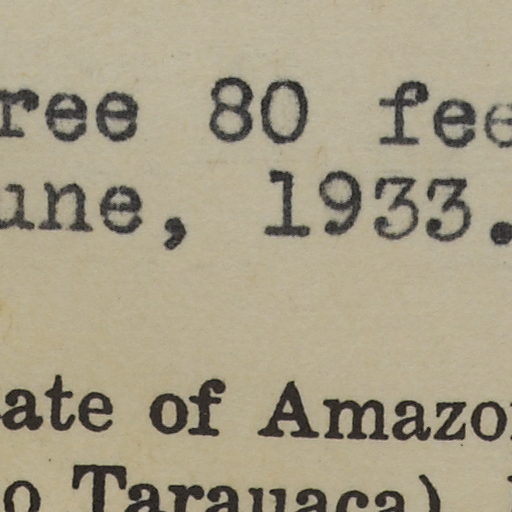 ree 80 fee
une, 1933.
ate of Amazo
o Tarauaca)